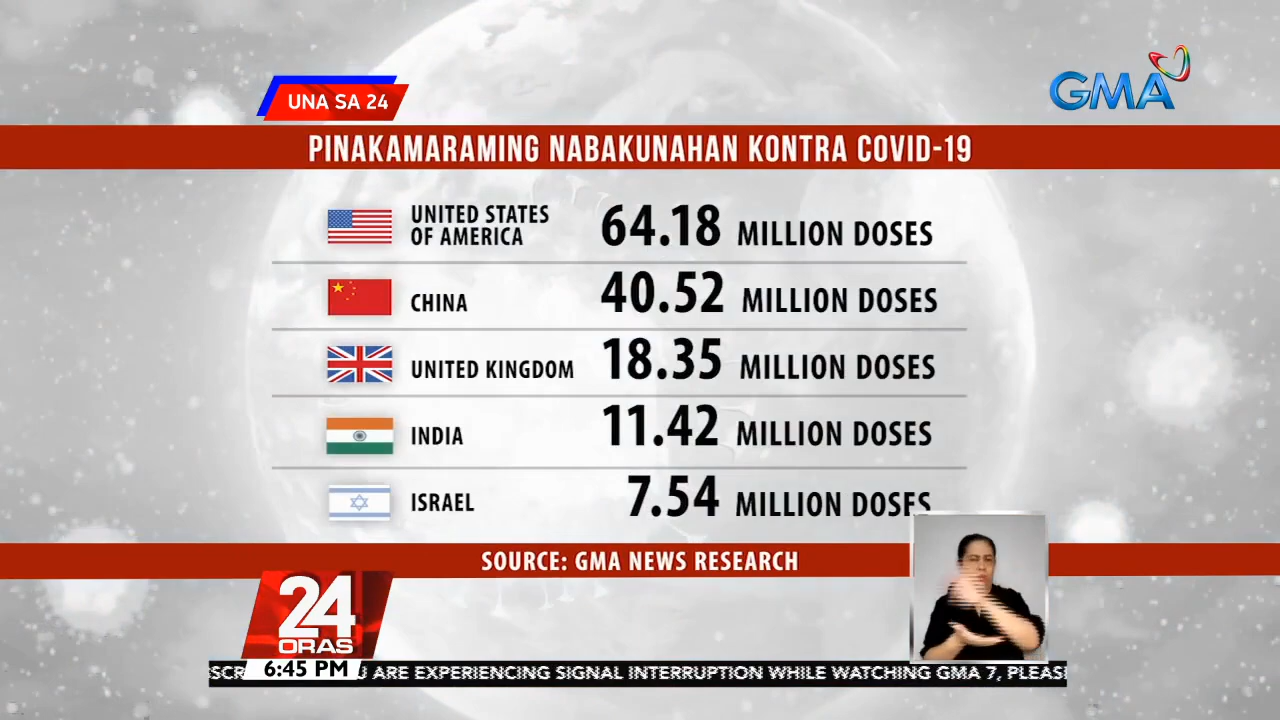 UNA SA 24
GMA
PINAKAMARAMING NABAKUNAHAN KONTRA COVID-19
UNITED STATES
OF AMERICA
64.18 MILLION DOSES
CHINA 40.52 MILLION DOSES
UNITED KINGDOM 18.35 MILLION DOSES
INDIA 11.42 MILLION DOSES
ISRAEL 7.54 MILLION DOSES
SOURCE: GMA NEWS RESEARCH
24
ORAS
6:45 PM
ARE EXPERIENCING SIGNAL INTERRUPTION WHILE WATCHING GMA 7,